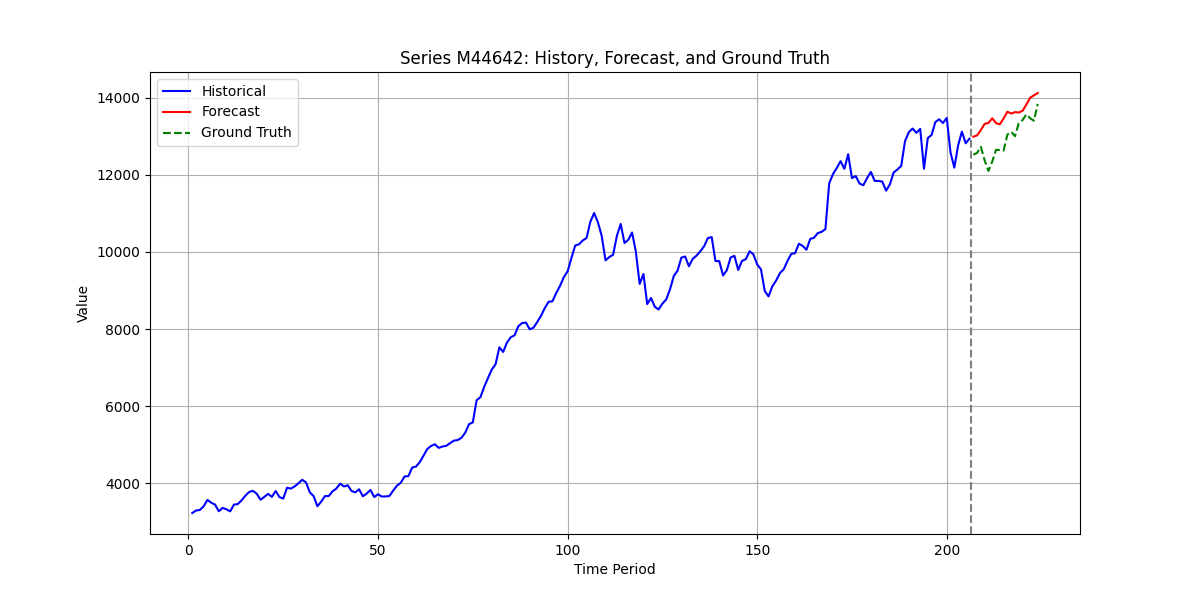 Series M44642: History, Forecast, and Ground Truth
Historical
Forecast
Ground Truth
14000
12000
10000
8000
6000
4000
Value
0
50
100
150
200
Time Period